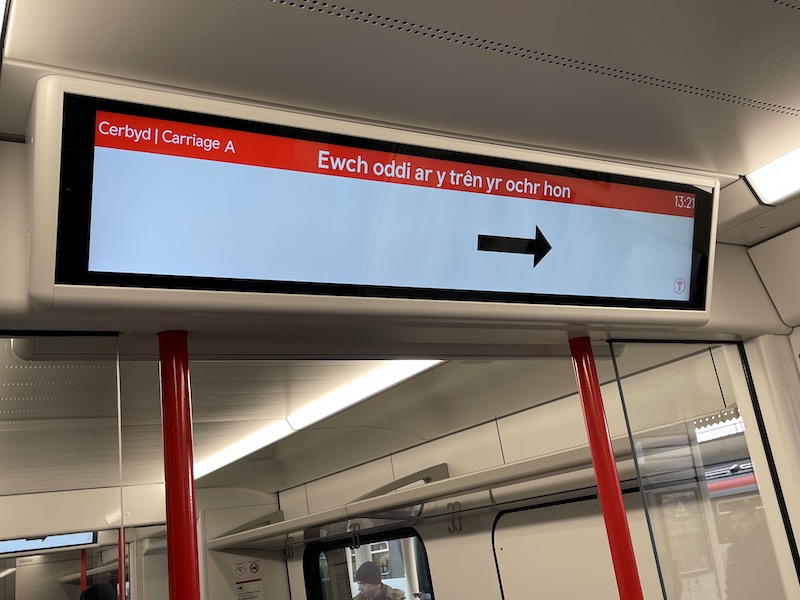 Cerbyd | Carriage A
Ewch oddi ar y trên yr ochr hon
13:21